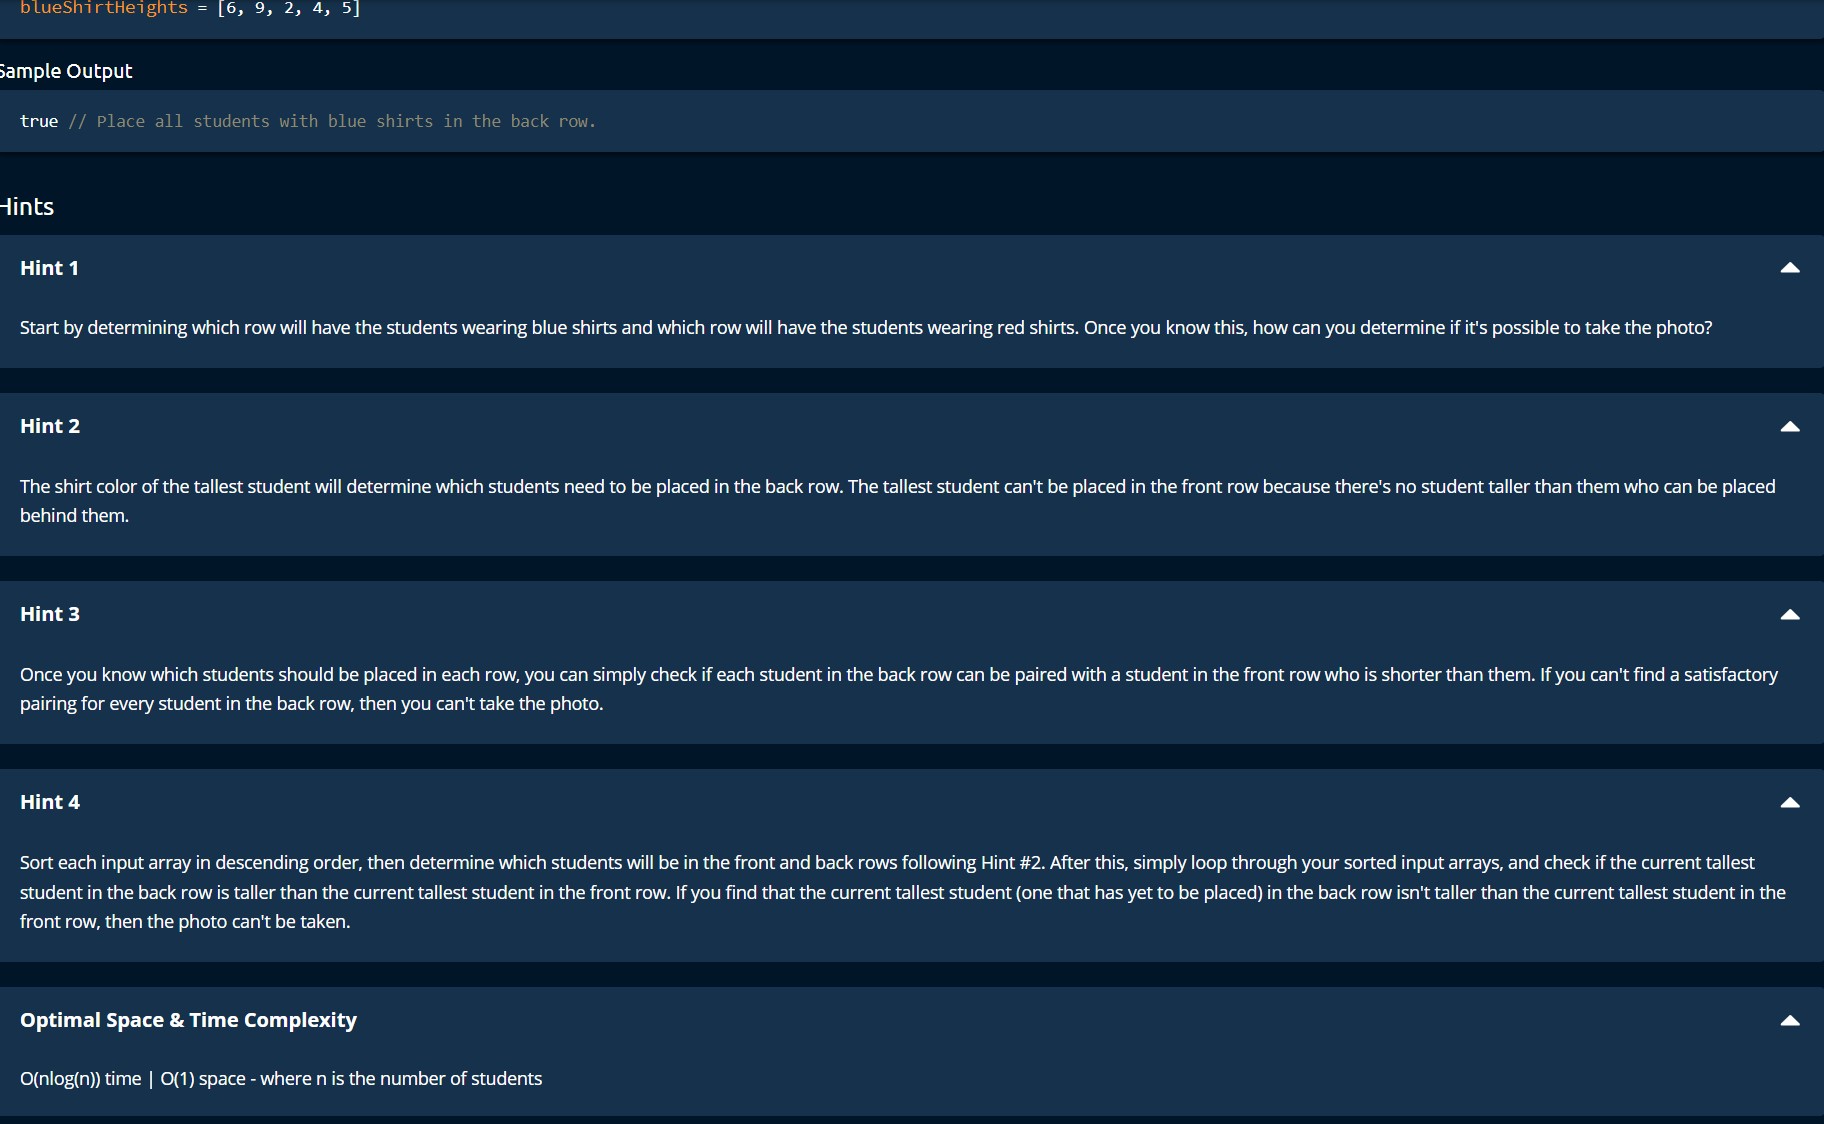 blueShirtHeights = [6, 9, 2, 4, 5]
Sample Output
true // Place all students with blue shirts in the back row.
Hints
Hint 1
Start by determining which row will have the students wearing blue shirts and which row will have the students wearing red shirts. Once you know this, how can you determine if it's possible to take the photo?
Hint 2
The shirt color of the tallest student will determine which students need to be placed in the back row. The tallest student can't be placed in the front row because there's no student taller than them who can be placed
behind them.
Hint 3
Once you know which students should be placed in each row, you can simply check if each student in the back row can be paired with a student in the front row who is shorter than them. If you can't find a satisfactory
pairing for every student in the back row, then you can't take the photo.
Hint 4
Sort each input array in descending order, then determine which students will be in the front and back rows following Hint #2. After this, simply loop through your sorted input arrays, and check if the current tallest
student in the back row is taller than the current tallest student in the front row. If you find that the current tallest student (one that has yet to be placed) in the back row isn't taller than the current tallest student in the
front row, then the photo can't be taken.
Optimal Space & Time Complexity
O(nlog(n)) time | O(1) space - where n is the number of students